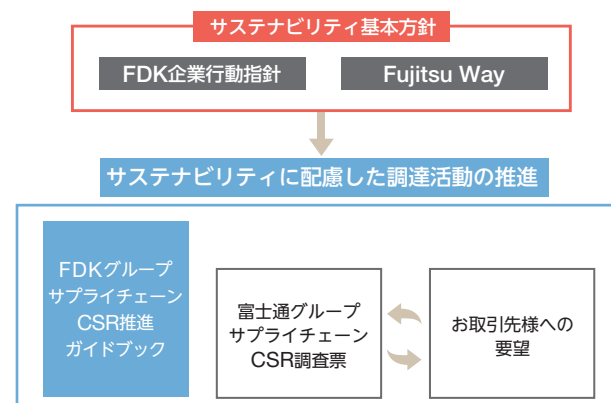 サステナビリティ基本方針
FDK企業行動指針
Fujitsu Way
サステナビリティに配慮した調達活動の推進
FDKグループ
サプライチェーン
CSR推進
ガイドブック
富士通グループ
サプライチェーン
CSR調査票
お取引先様への
要望